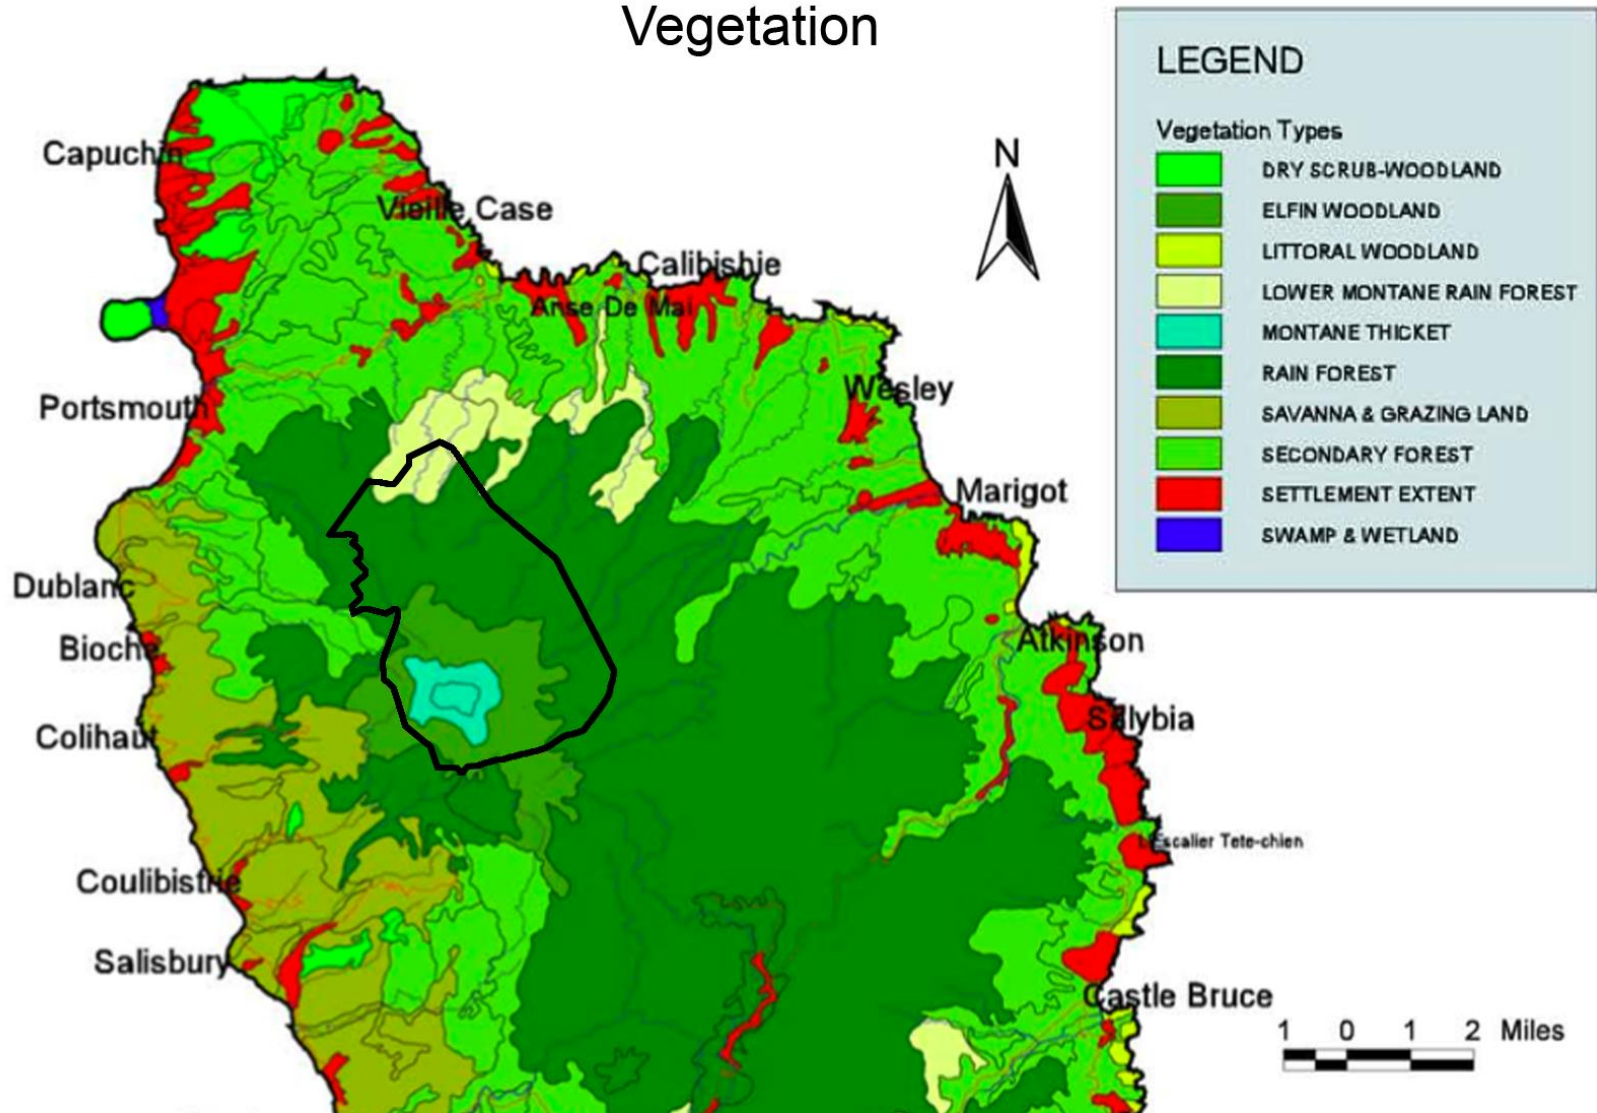 Vegetation
LEGEND
Vegetation Types
DRY SCRUB-WOODLAND
ELFIN WOODLAND
LITTORAL WOODLAND
LOWER MONTANE RAIN FOREST
MONTANE THICKET
RAIN FOREST
SAVANNA & GRAZING LAND
SECONDARY FOREST
SETTLEMENT EXTENT
SWAMP & WETLAND
N
Capuchin
Vieille Case
Calibishie
Anse De Mai
Portsmouth
Wesley
Marigot
Dublanc
Bioche
Atkinson
Colihaut
Salybia
L'Escalier Tete-chien
Coulibistrie
Salisbury
Castle Bruce
1 0 1 2 Miles